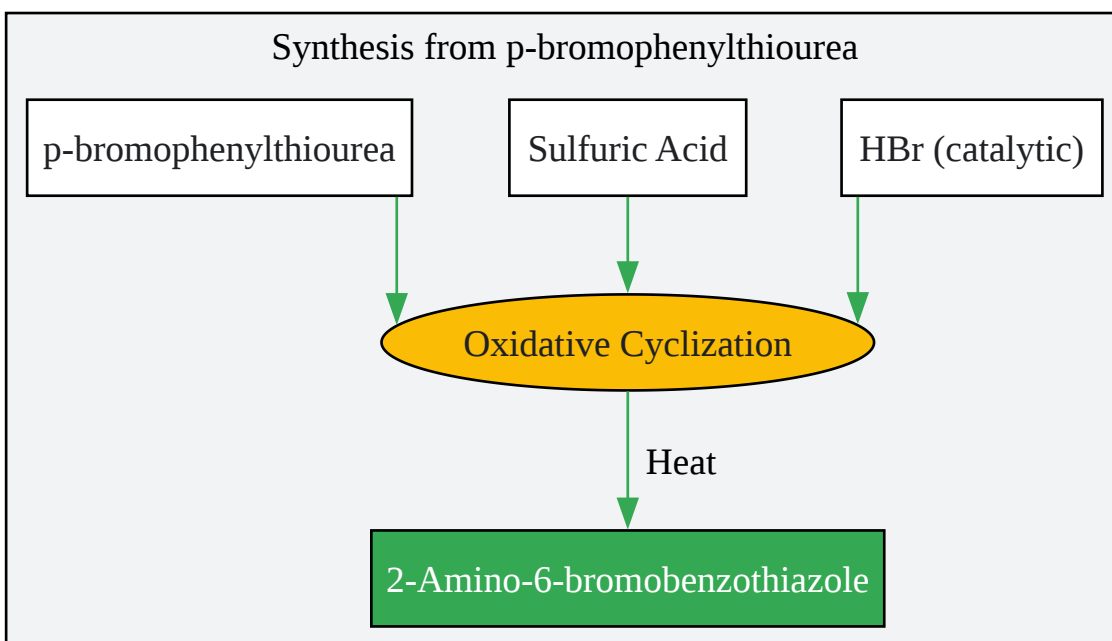 Synthesis from p-bromophenylthiourea
p-bromophenylthiourea
Sulfuric Acid
HBr (catalytic)
Oxidative Cyclization
Heat
2-Amino-6-bromobenzothiazole